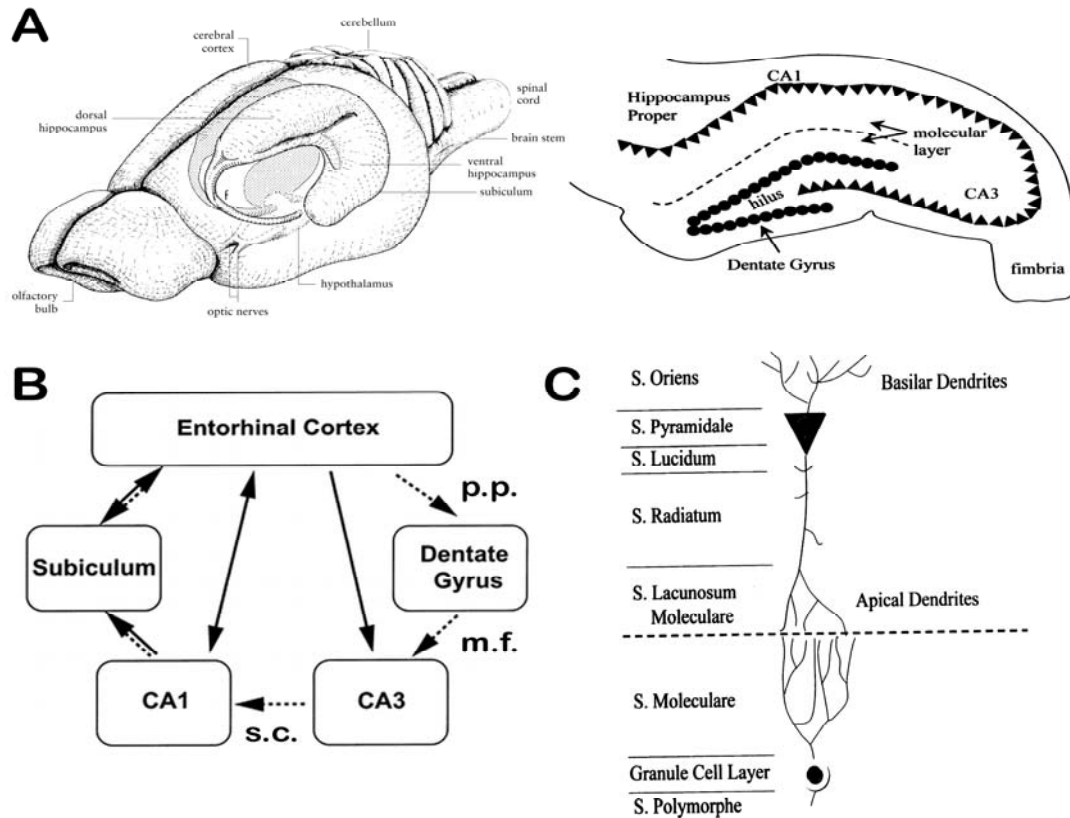 A
cerebellum
cerebral
cortex
spinal
cord
dorsal
hippocampus
brain stem
ventral
hippocampus
subiculum
f
hypothalamus
olfactory
bulb
optic nerves
CA1
Hippocampus
Proper
molecular
layer
CA3
hilus
Dentate Gyrus
fimbria
B
Entorhinal Cortex
p.p.
Subiculum
Dentate
Gyrus
m.f.
CA1
CA3
s.c.
C
S. Oriens
Basilar Dendrites
S. Pyramidale
S. Lucidum
S. Radiatum
S. Lacunosum
Moleculare
Apical Dendrites
S. Moleculare
Granule Cell Layer
S. Polymorphe